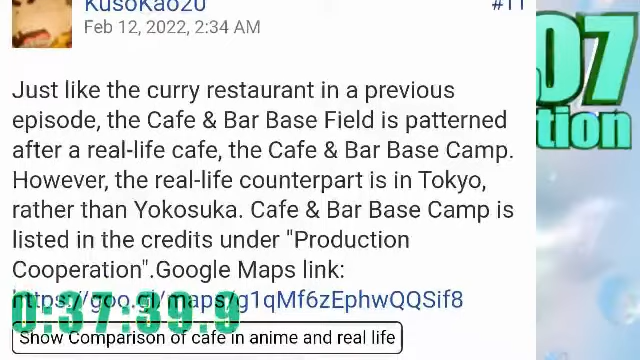 KusoKao20
#11
Feb 12, 2022, 2:34 AM
Just like the curry restaurant in a previous
episode, the Cafe & Bar Base Field is patterned
after a real-life cafe, the Cafe & Bar Base Camp.
However, the real-life counterpart is in Tokyo,
rather than Yokosuka. Cafe & Bar Base Camp is
listed in the credits under "Production
Cooperation".Google Maps link:
https://goo.gl/maps/g1qMf6zEphwQQSif8
0:37:39.9
Show Comparison of cafe in anime and real life
07
tion